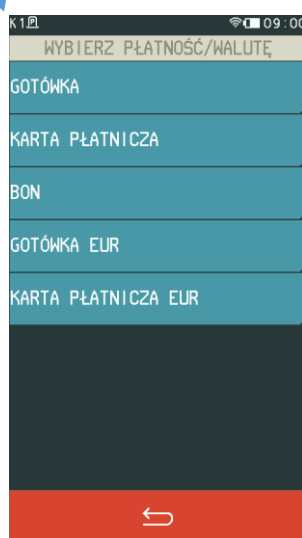 K1 P 09:00
WYBIERZ PŁATNOŚĆ/WALUTĘ
GOTÓWKA
KARTA PŁATNICZA
BON
GOTÓWKA EUR
KARTA PŁATNICZA EUR